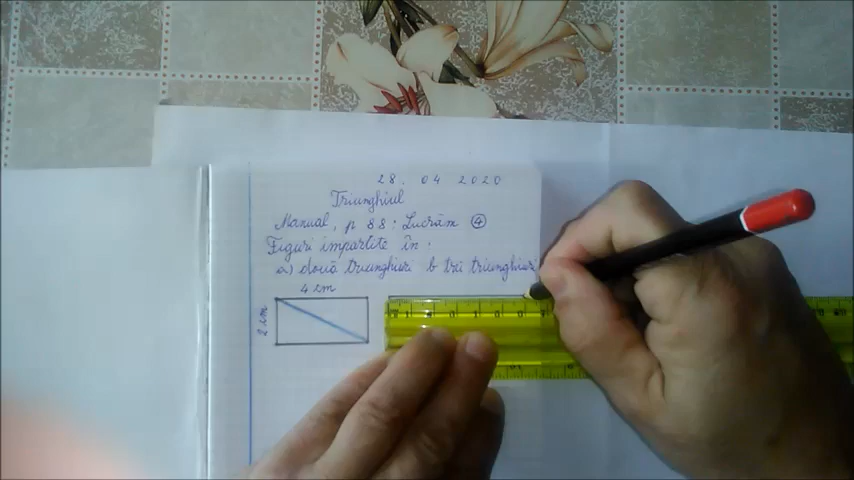 28. 04 2020
Triunghiul
Manual, p 88: Lucrăm 4
Figuri împărțite în:
a) două triunghiuri b trei triunghiuri
4 cm
2 cm